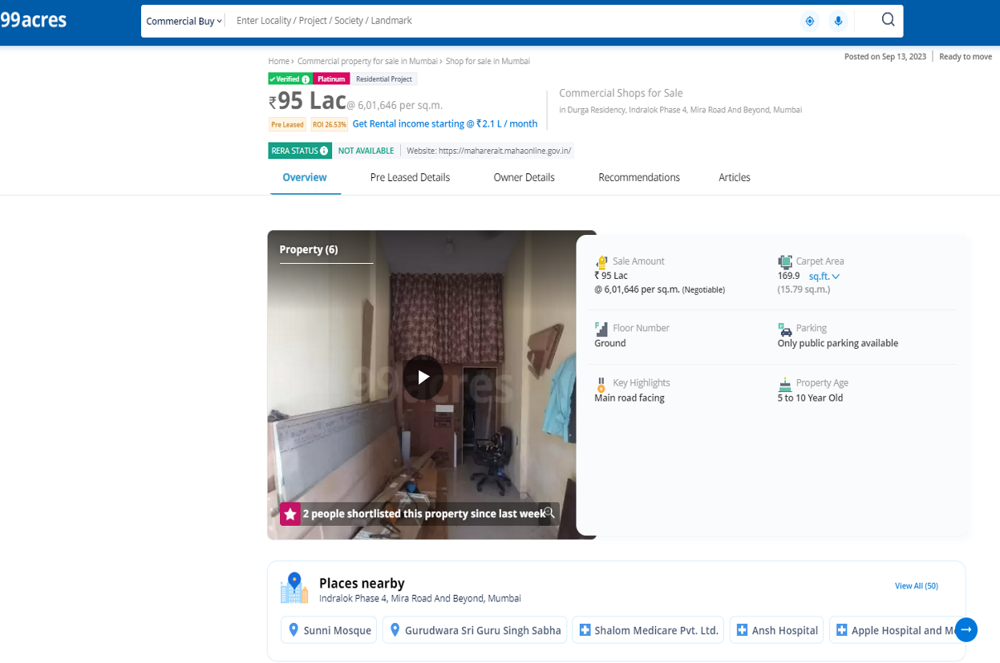 99acres
Commercial Buy
Enter Locality / Project / Society / Landmark
Posted on Sep 13, 2023 | Ready to move
Home › Commercial property for sale in Mumbai › Shop for sale in Mumbai
Verified Platinum Residential Project
₹95 Lac @ 6,01,646 per sq.m.
Commercial Shops for Sale
in Durga Residency, Indralok Phase 4, Mira Road And Beyond, Mumbai
Pre Leased ROI 26.53% Get Rental income starting @ ₹2.1 L / month
RERA STATUS NOT AVAILABLE Website: https://maharerait.mahaonline.gov.in/
Overview Pre Leased Details Owner Details Recommendations Articles
Property (6)
99acres
2 people shortlisted this property since last week
Sale Amount
₹ 95 Lac
@ 6,01,646 per sq.m. (Negotiable)
Carpet Area
169.9 sq.ft.
(15.79 sq.m.)
Floor Number
Ground
Parking
Only public parking available
Key Highlights
Main road facing
Property Age
5 to 10 Year Old
Places nearby
Indralok Phase 4, Mira Road And Beyond, Mumbai
View All (50)
Sunni Mosque
Gurudwara Sri Guru Singh Sabha
Shalom Medicare Pvt. Ltd.
Ansh Hospital
Apple Hospital and M